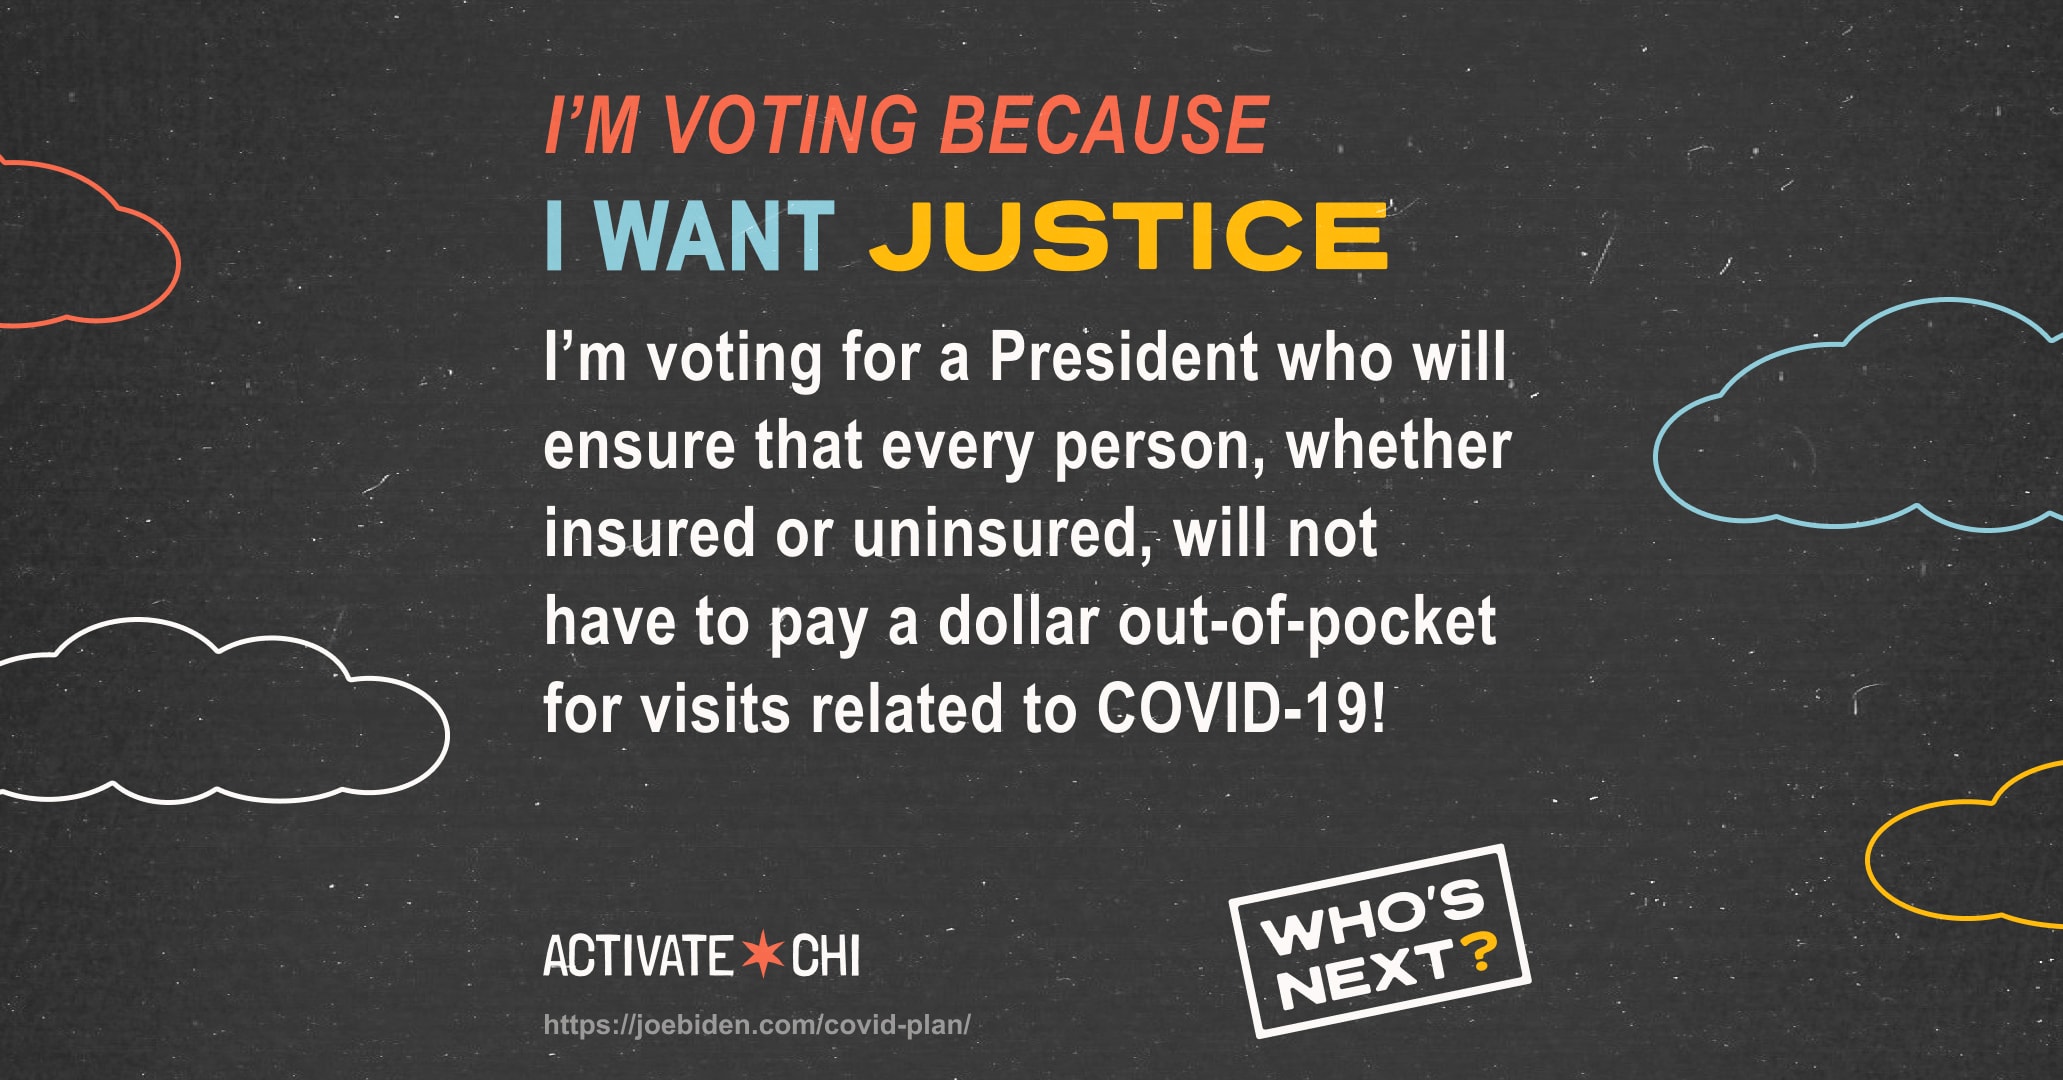 I’M VOTING BECAUSE
I WANT JUSTICE
I’m voting for a President who will
ensure that every person, whether
insured or uninsured, will not
have to pay a dollar out-of-pocket
for visits related to COVID-19!
ACTIVATE CHI
https://joebiden.com/covid-plan/
WHO'S
NEXT?